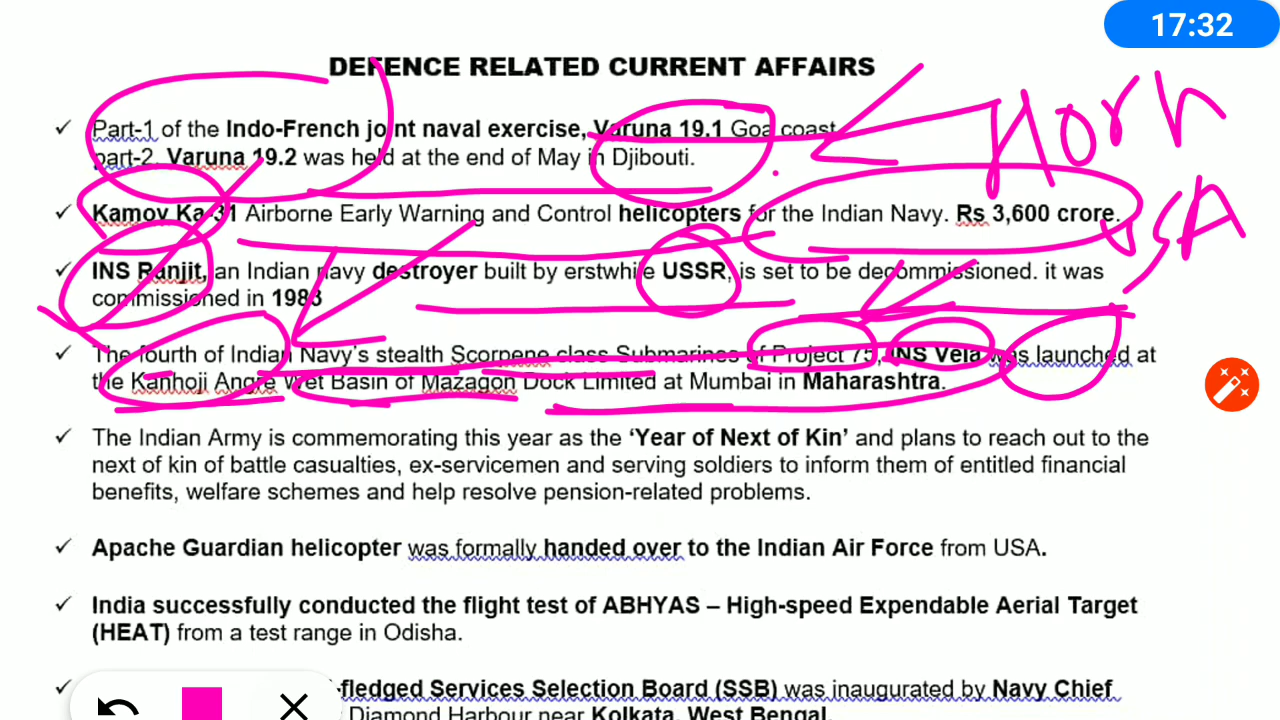 17:32
DEFENCE RELATED CURRENT AFFAIRS
Part-1 of the Indo-French joint naval exercise, Varuna 19.1 Goa coast
part-2. Varuna 19.2 was held at the end of May in Djibouti.
Horn
Kamov Ka-31 Airborne Early Warning and Control helicopters for the Indian Navy. Rs 3,600 crore.
USA
INS Ranjit, an Indian navy destroyer built by erstwhile USSR, is set to be decommissioned. it was
commissioned in 1983
The fourth of Indian Navy's stealth Scorpene class Submarines of Project 75, INS Vela was launched at
the Kanhoji Angre Wet Basin of Mazagon Dock Limited at Mumbai in Maharashtra.
The Indian Army is commemorating this year as the ‘Year of Next of Kin’ and plans to reach out to the
next of kin of battle casualties, ex-servicemen and serving soldiers to inform them of entitled financial
benefits, welfare schemes and help resolve pension-related problems.
Apache Guardian helicopter was formally handed over to the Indian Air Force from USA.
India successfully conducted the flight test of ABHYAS – High-speed Expendable Aerial Target
(HEAT) from a test range in Odisha.
-fledged Services Selection Board (SSB) was inaugurated by Navy Chief
Diamond Harbour near Kolkata, West Bengal.